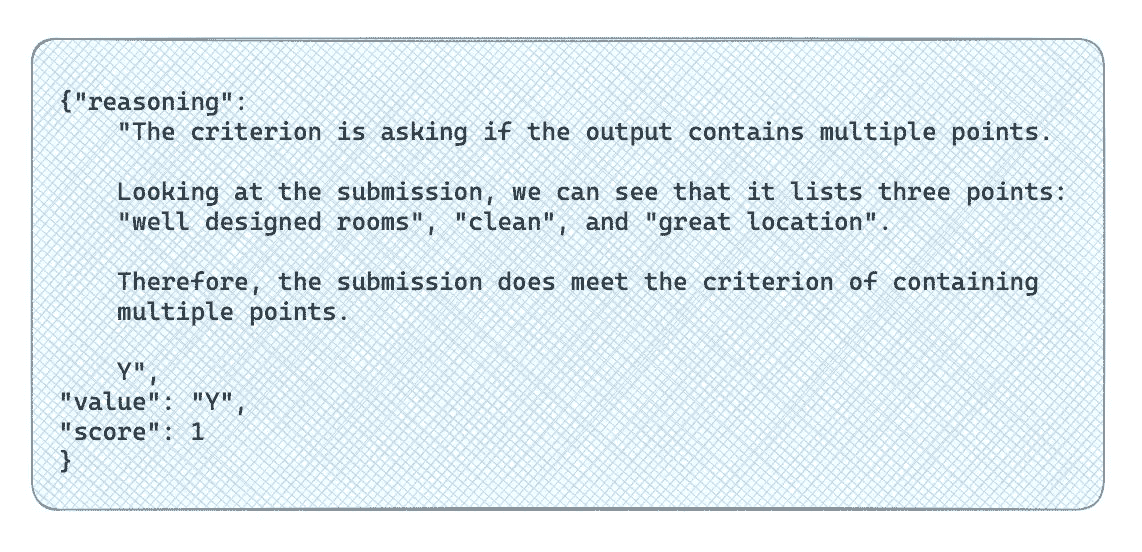 {"reasoning":
"The criterion is asking if the output contains multiple points.
Looking at the submission, we can see that it lists three points:
"well designed rooms", "clean", and "great location".
Therefore, the submission does meet the criterion of containing
multiple points.
Y",
"value": "Y",
"score": 1
}